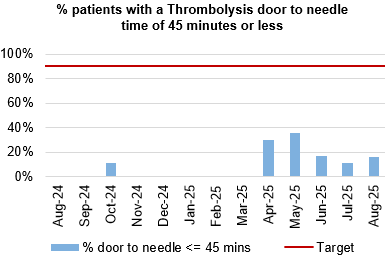 % patients with a Thrombolysis door to needle
time of 45 minutes or less
100%
80%
60%
40%
20%
0%
Aug-24
Sep-24
Oct-24
Nov-24
Dec-24
Jan-25
Feb-25
Mar-25
Apr-25
May-25
Jun-25
Jul-25
Aug-25
% door to needle <= 45 mins
Target